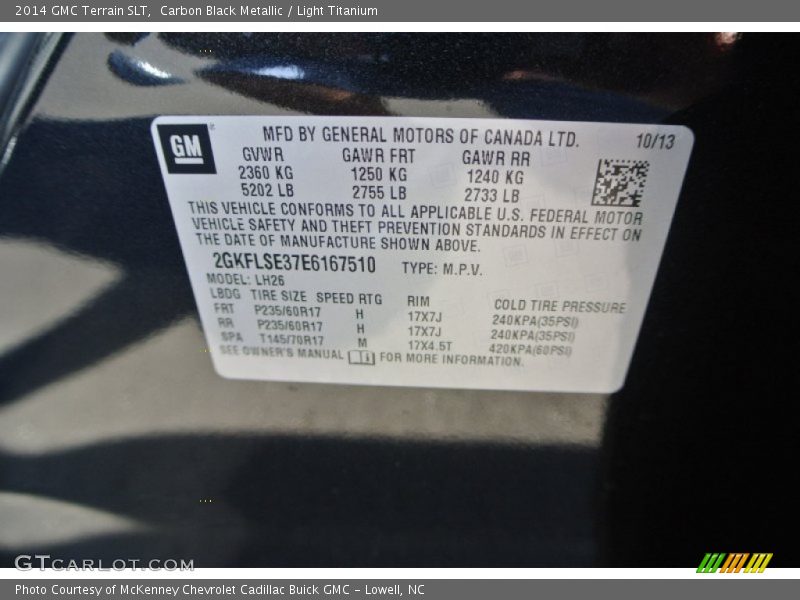 2014 GMC Terrain SLT,  Carbon Black Metallic / Light Titanium
GM
MFD BY GENERAL MOTORS OF CANADA LTD. 10/13
GVWR GAWR FRT GAWR RR
2360 KG 1250 KG 1240 KG
5202 LB 2755 LB 2733 LB
THIS VEHICLE CONFORMS TO ALL APPLICABLE U.S. FEDERAL MOTOR
VEHICLE SAFETY AND THEFT PREVENTION STANDARDS IN EFFECT ON
THE DATE OF MANUFACTURE SHOWN ABOVE.
2GKFLSE37E6167510 TYPE: M.P.V.
MODEL: LH26
LBDG TIRE SIZE SPEED RTG RIM COLD TIRE PRESSURE
FRT P235/60R17 H 17X7J 240KPA(35PSI)
RR P235/60R17 H 17X7J 240KPA(35PSI)
SPA T145/70R17 M 17X4.5T 420KPA(60PSI)
SEE OWNER'S MANUAL FOR MORE INFORMATION.
GTCARLOT.COM
Photo Courtesy of McKenney Chevrolet Cadillac Buick GMC - Lowell, NC